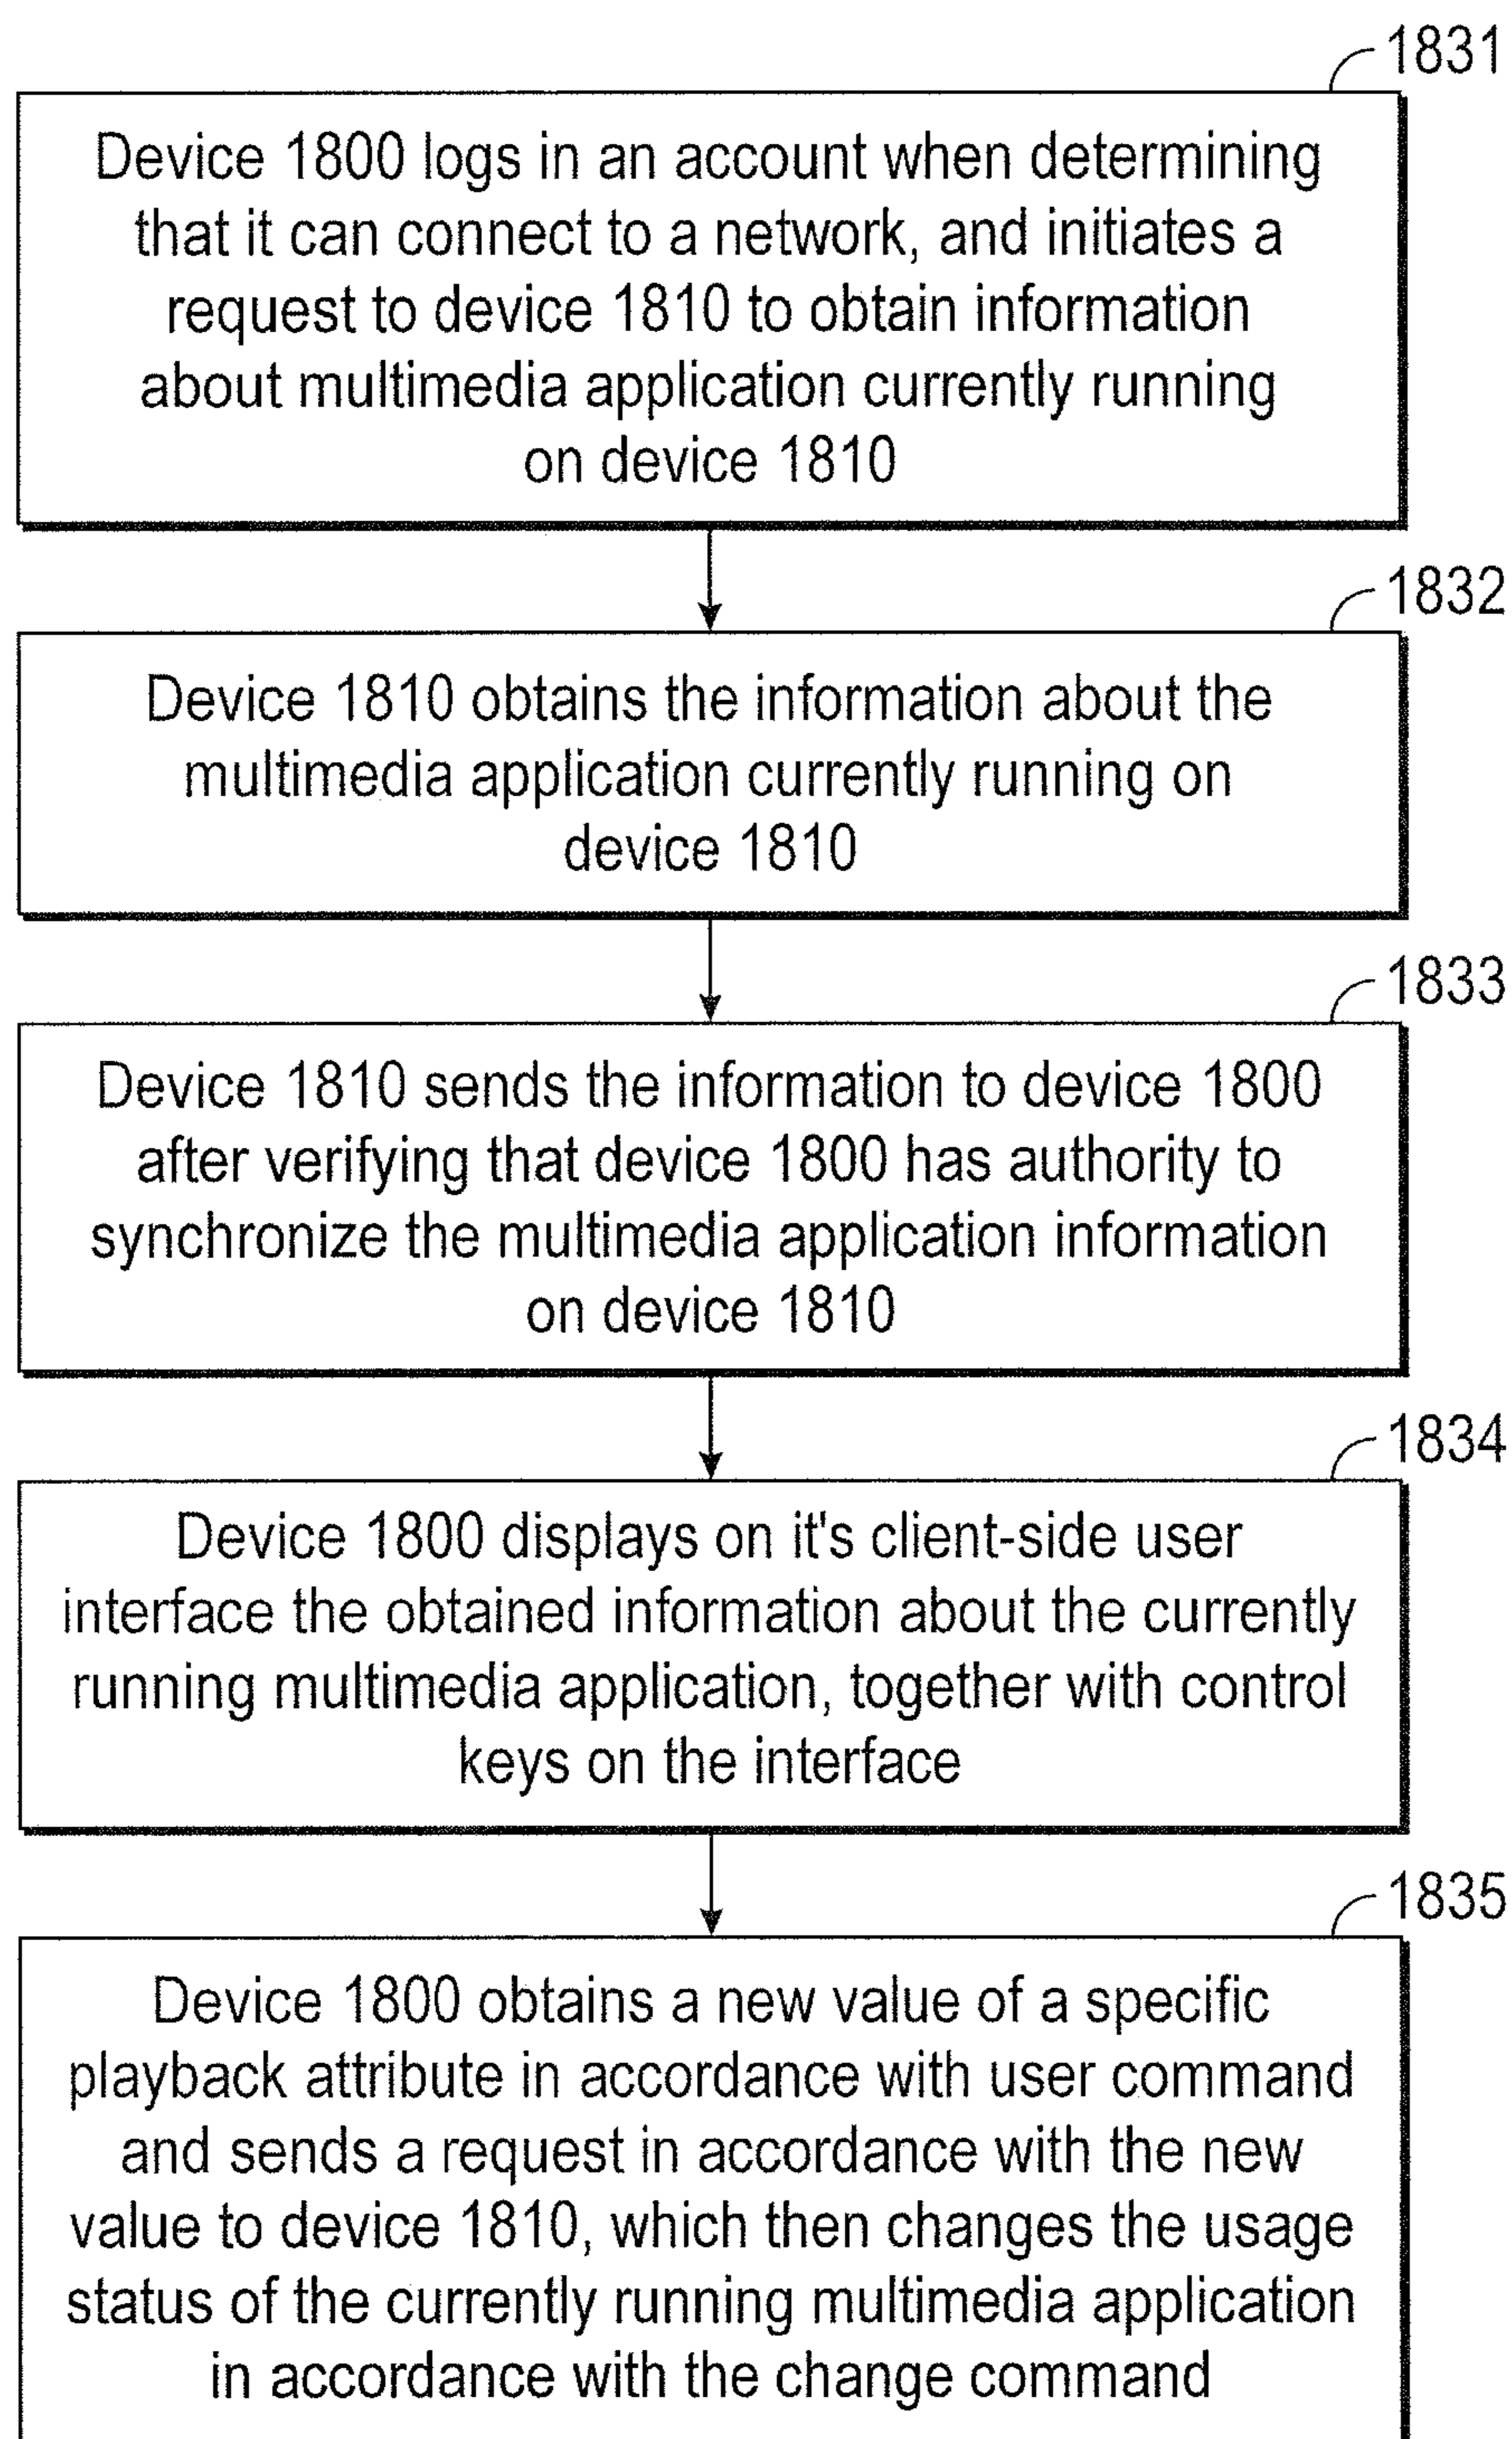 1831
Device 1800 logs in an account when determining
that it can connect to a network, and initiates a
request to device 1810 to obtain information
about multimedia application currently running
on device 1810
1832
Device 1810 obtains the information about the
multimedia application currently running on
device 1810
1833
Device 1810 sends the information to device 1800
after verifying that device 1800 has authority to
synchronize the multimedia application information
on device 1810
1834
Device 1800 displays on it's client-side user
interface the obtained information about the currently
running multimedia application, together with control
keys on the interface
1835
Device 1800 obtains a new value of a specific
playback attribute in accordance with user command
and sends a request in accordance with the new
value to device 1810, which then changes the usage
status of the currently running multimedia application
in accordance with the change command